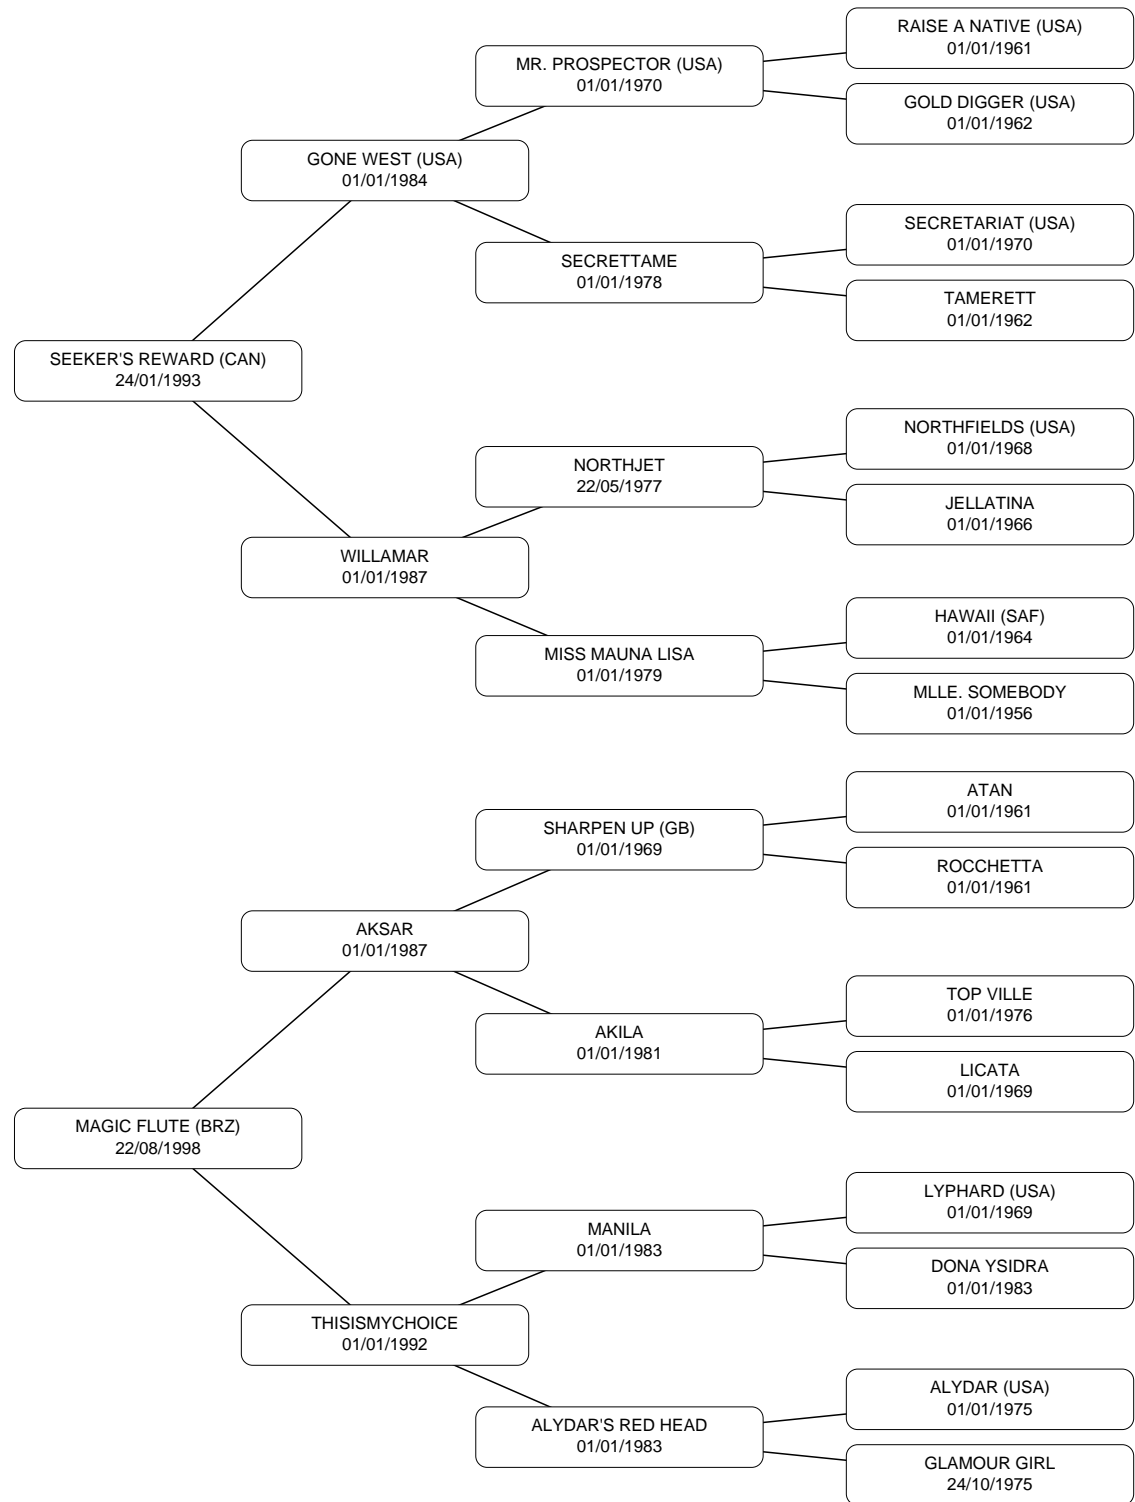 RAISE A NATIVE (USA)
01/01/1961
MR. PROSPECTOR (USA)
01/01/1970
GOLD DIGGER (USA)
01/01/1962
GONE WEST (USA)
01/01/1984
SECRETARIAT (USA)
01/01/1970
SECRETTAME
01/01/1978
TAMERETT
01/01/1962
SEEKER'S REWARD (CAN)
24/01/1993
NORTHFIELDS (USA)
01/01/1968
NORTHJET
22/05/1977
JELLATINA
01/01/1966
WILLAMAR
01/01/1987
HAWAII (SAF)
01/01/1964
MISS MAUNA LISA
01/01/1979
MLLE. SOMEBODY
01/01/1956
ATAN
01/01/1961
SHARPEN UP (GB)
01/01/1969
ROCCHETTA
01/01/1961
AKSAR
01/01/1987
TOP VILLE
01/01/1976
AKILA
01/01/1981
LICATA
01/01/1969
MAGIC FLUTE (BRZ)
22/08/1998
LYPHARD (USA)
01/01/1969
MANILA
01/01/1983
DONA YSIDRA
01/01/1983
THISISMYCHOICE
01/01/1992
ALYDAR (USA)
01/01/1975
ALYDAR'S RED HEAD
01/01/1983
GLAMOUR GIRL
24/10/1975